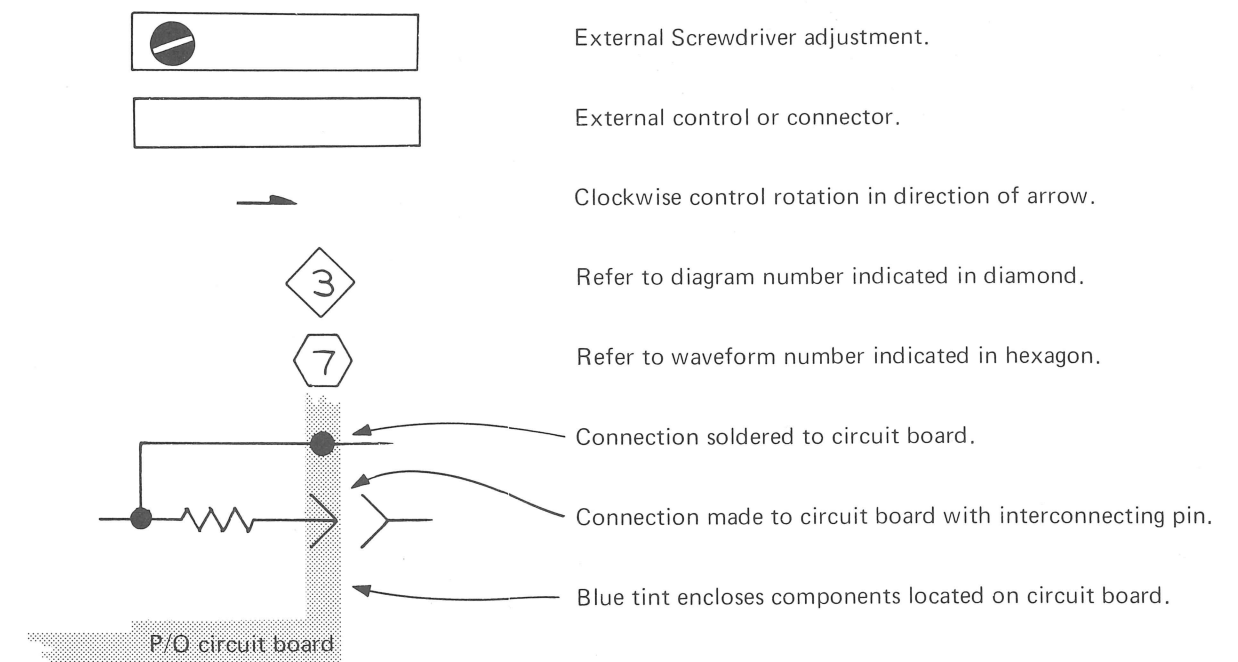 External Screwdriver adjustment.
External control or connector.
Clockwise control rotation in direction of arrow.
3
Refer to diagram number indicated in diamond.
7
Refer to waveform number indicated in hexagon.
Connection soldered to circuit board.
Connection made to circuit board with interconnecting pin.
Blue tint encloses components located on circuit board.
P/O circuit board